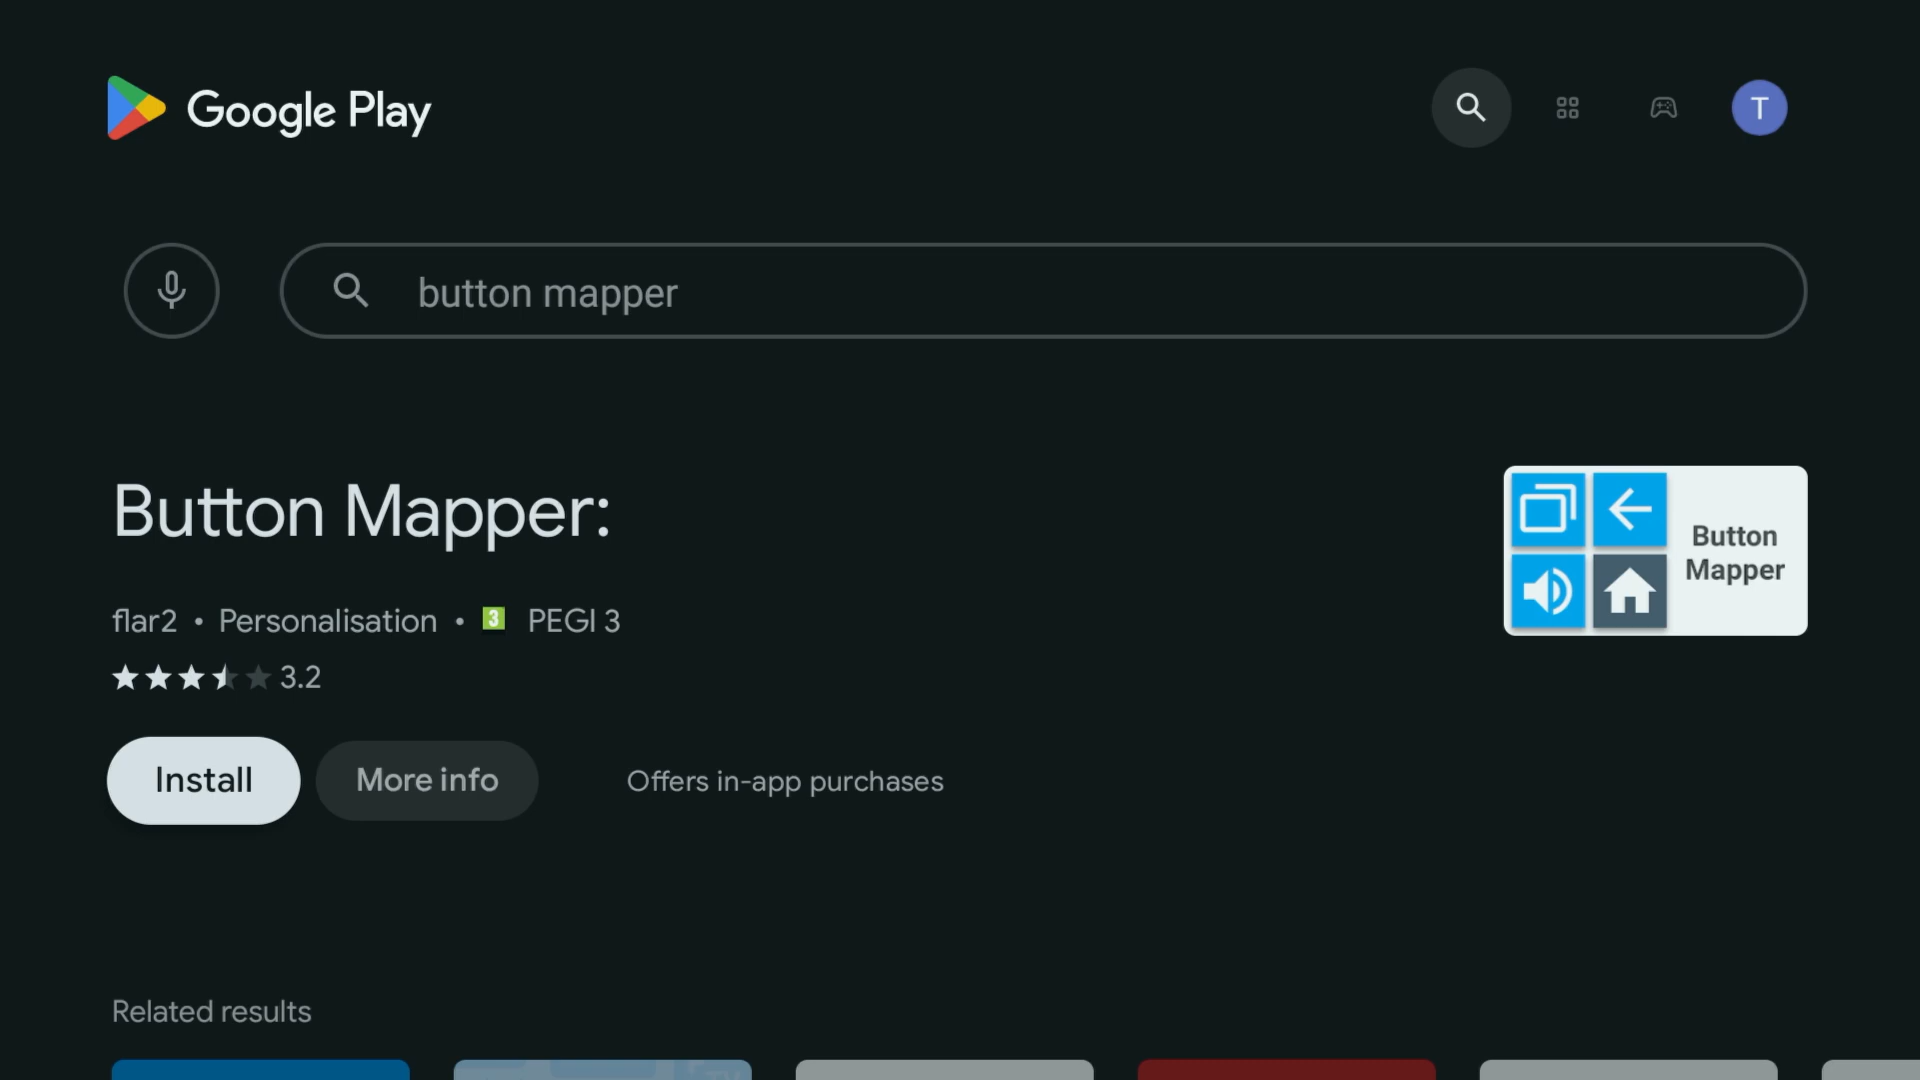 Google Play
T
button mapper
Button Mapper:
Button
Mapper
flar2 • Personalisation • 3 PEGI 3
3.2
Install
More info
Offers in-app purchases
Related results